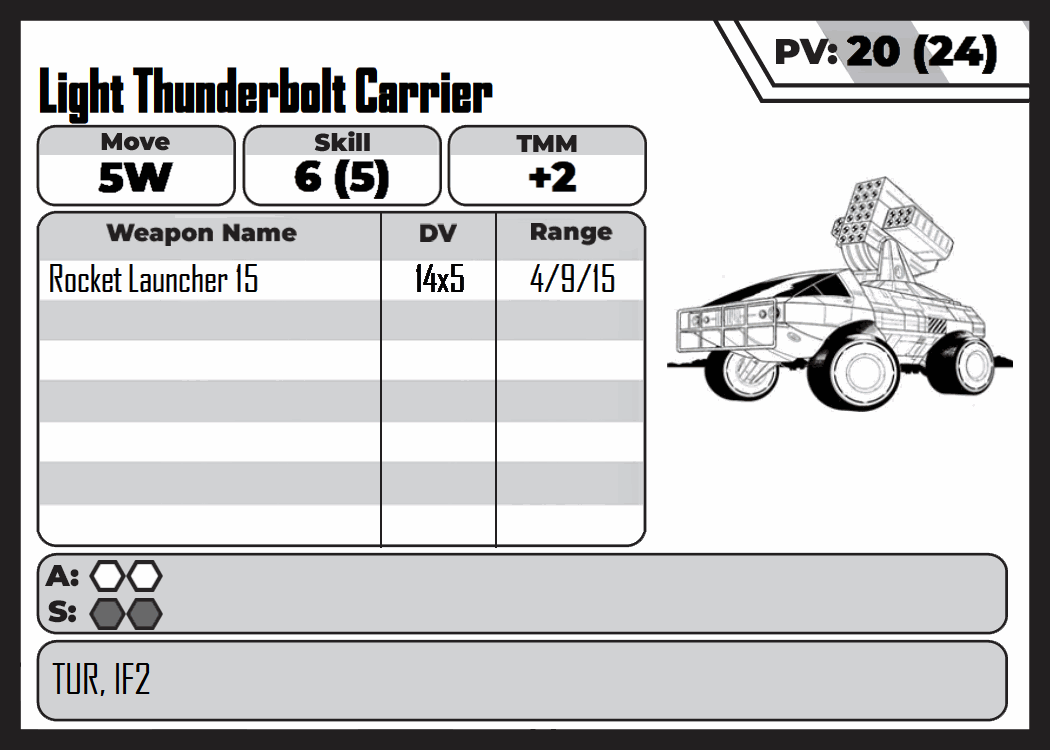 PV: 20 (24)
Light Thunderbolt Carrier
Move Skill TMM
5W 6 (5) +2
Weapon Name DV Range
Rocket Launcher 15 14x5 4/9/15
A:
S:
TUR, IF2